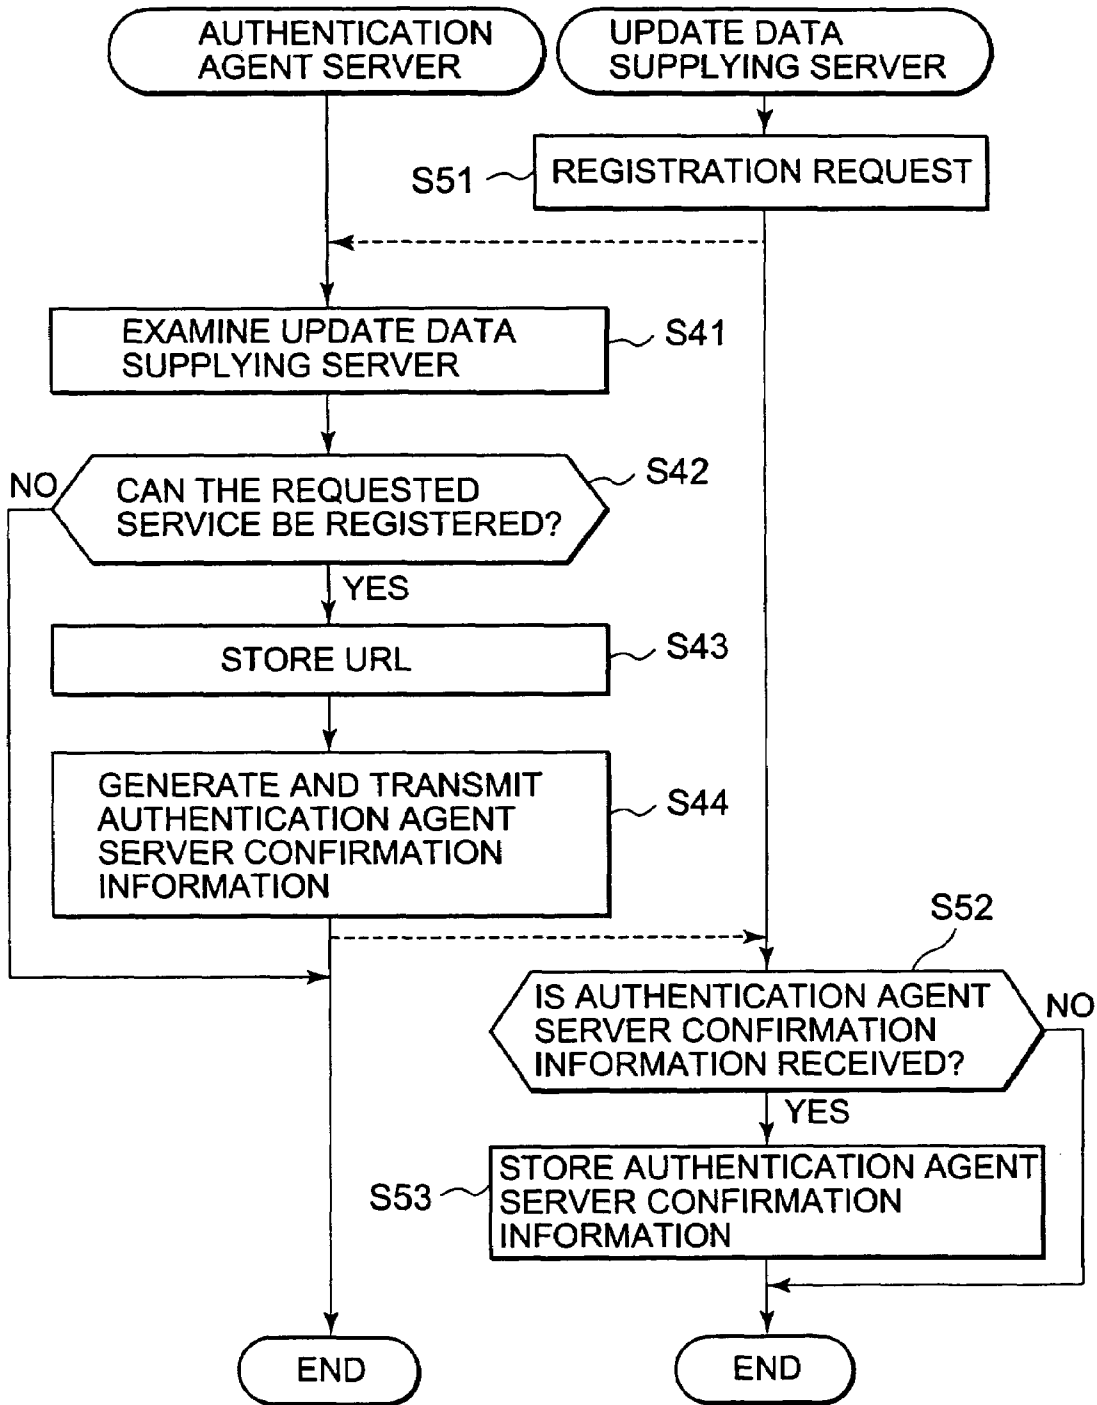 AUTHENTICATION
AGENT SERVER
UPDATE DATA
SUPPLYING SERVER
S51
REGISTRATION REQUEST
EXAMINE UPDATE DATA
SUPPLYING SERVER
S41
NO
CAN THE REQUESTED
SERVICE BE REGISTERED?
S42
YES
STORE URL
S43
GENERATE AND TRANSMIT
AUTHENTICATION AGENT
SERVER CONFIRMATION
INFORMATION
S44
S52
IS AUTHENTICATION AGENT
SERVER CONFIRMATION
INFORMATION RECEIVED?
NO
YES
S53
STORE AUTHENTICATION AGENT
SERVER CONFIRMATION
INFORMATION
END
END